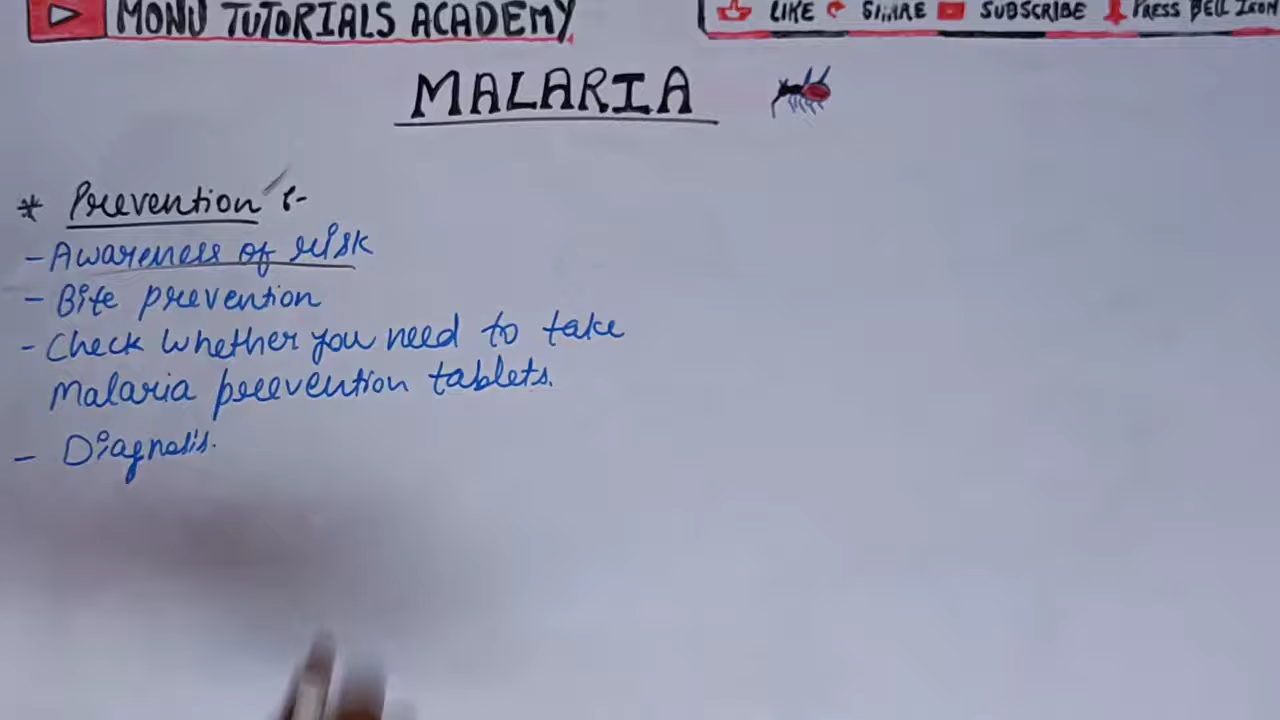 MONU TUTORIALS ACADEMY
LIKE SHARE SUBSCRIBE PRESS BELL ICON
MALARIA
* Prevention :-
- Awareness of risk
- Bite prevention
- Check whether you need to take
Malaria prevention tablets.
- Diagnosis.